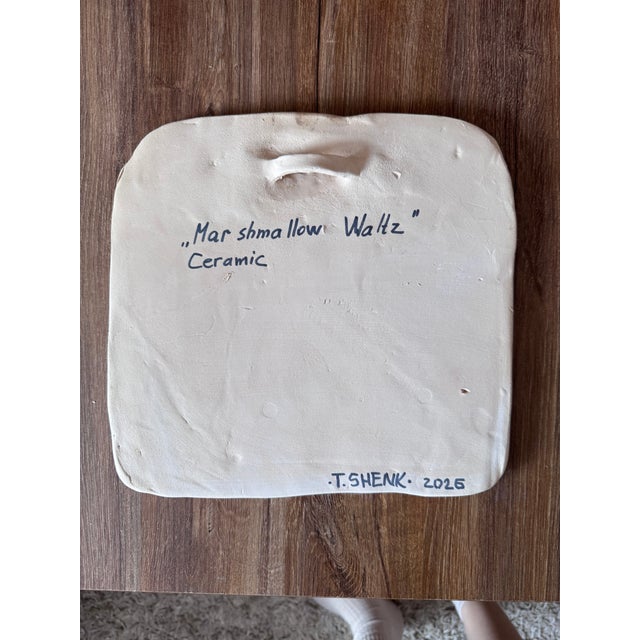 „Marshmallow Waltz"
Ceramic
·T.SHENK· 2025